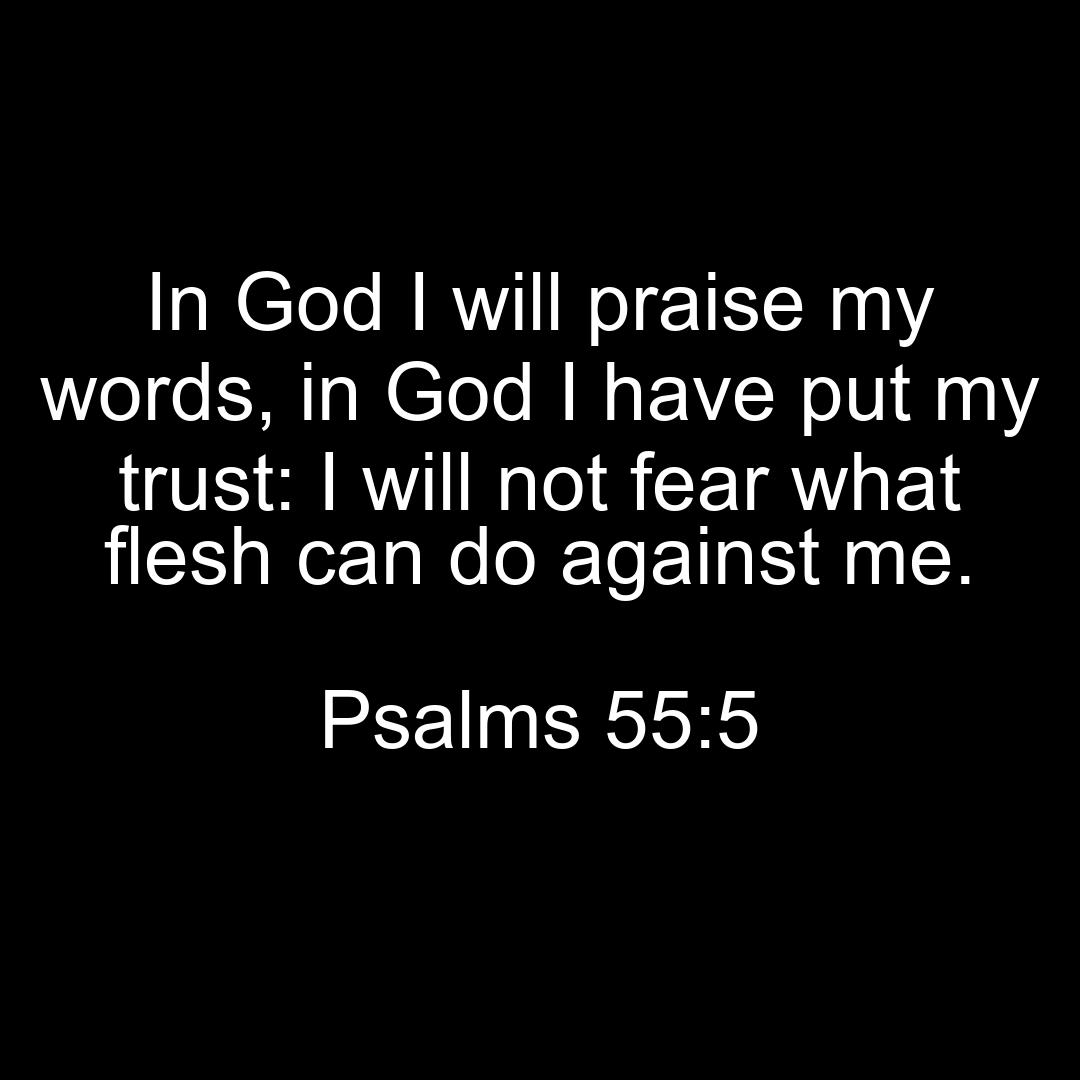 In God I will praise my
words, in God I have put my
trust: I will not fear what
flesh can do against me.
Psalms 55:5